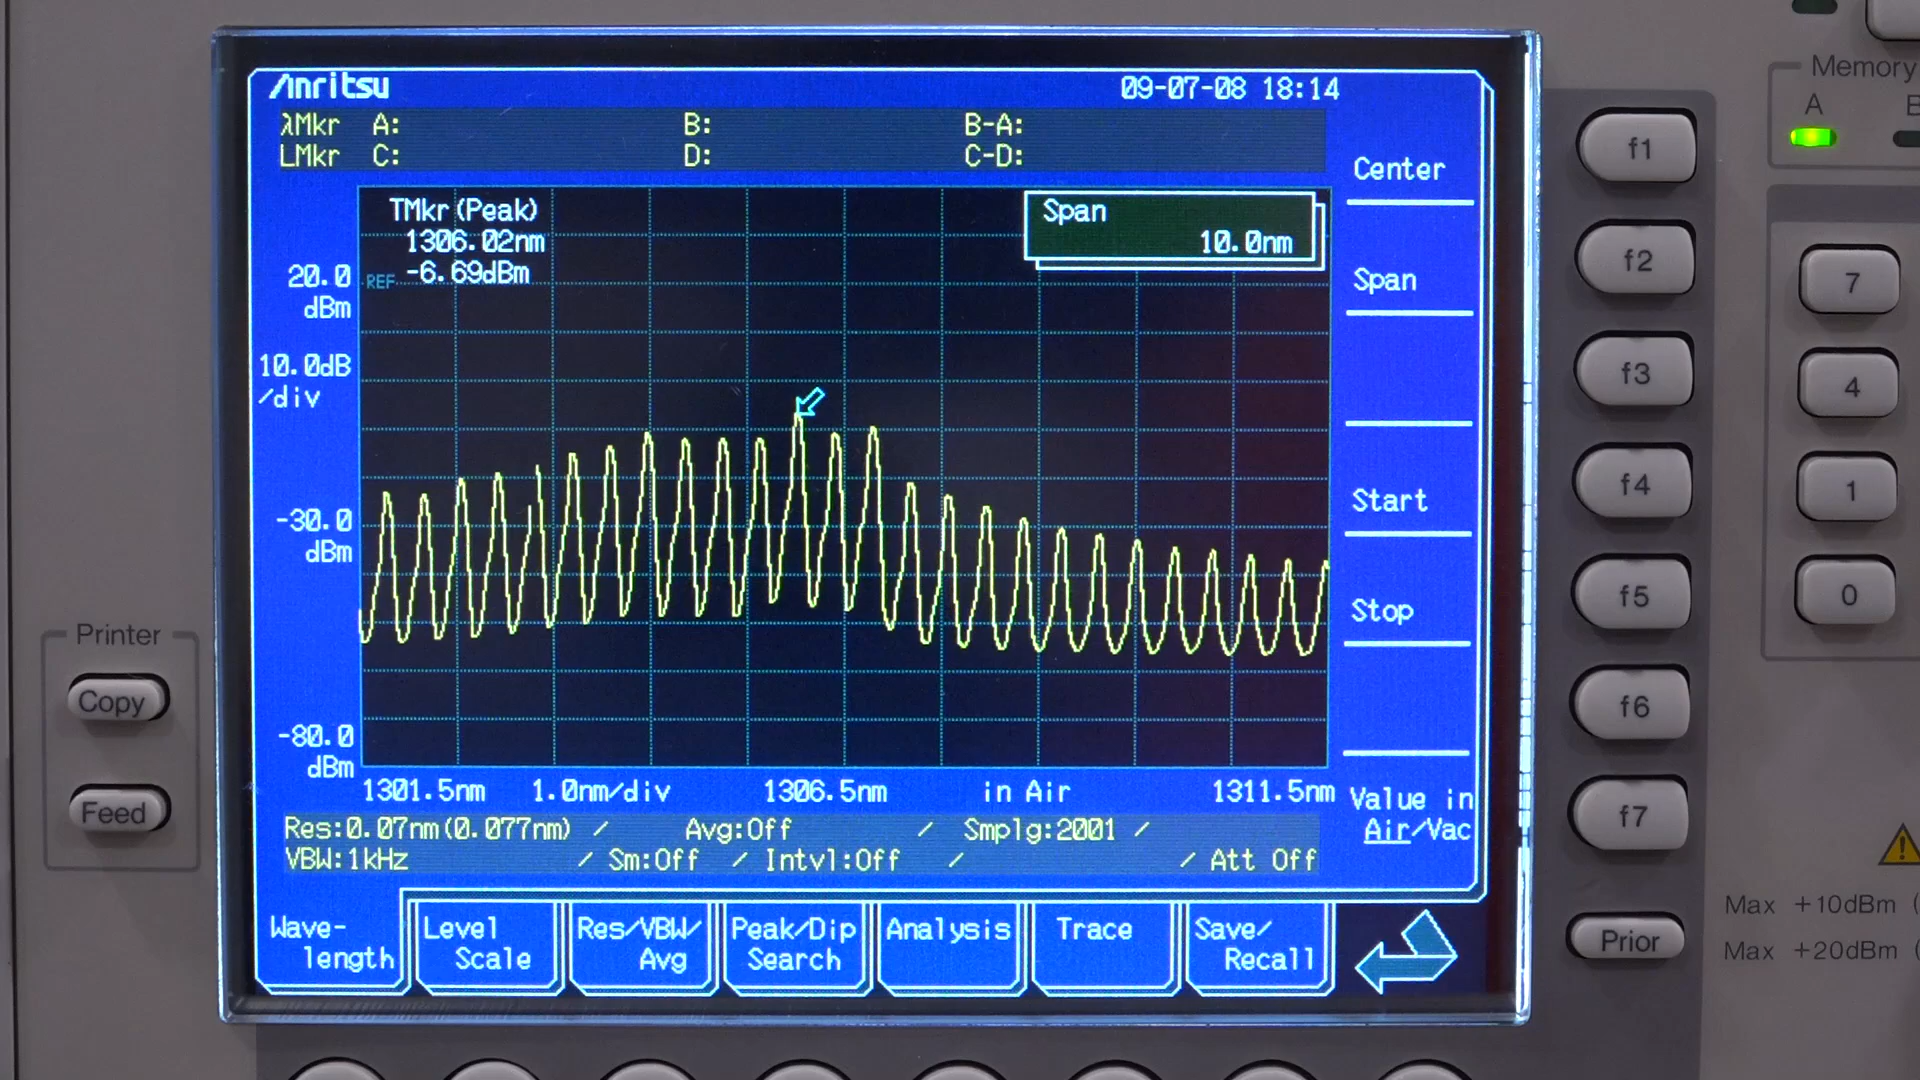 Anritsu
09-07-08 18:14
λMkr A: B: B-A:
LMkr C: D: C-D:
TMkr(Peak)
1306.02nm
-6.69dBm
Span
10.0nm
20.0
dBm
REF
10.0dB
/div
-30.0
dBm
-80.0
dBm
1301.5nm 1.0nm/div 1306.5nm in Air 1311.5nm
Res:0.07nm(0.077nm) / Avg:Off / Smplg:2001 /
VBW:1kHz / Sm:Off / Intvl:Off / / Att Off
Center
Span
Start
Stop
Value in
Air/Vac
Wave-
length
Level
Scale
Res/VBW/
Avg
Peak/Dip
Search
Analysis
Trace
Save/
Recall
Printer
Copy
Feed
f1
f2
f3
f4
f5
f6
f7
Prior
Memory
A B
7
4
1
0
Max +10dBm (
Max +20dBm (